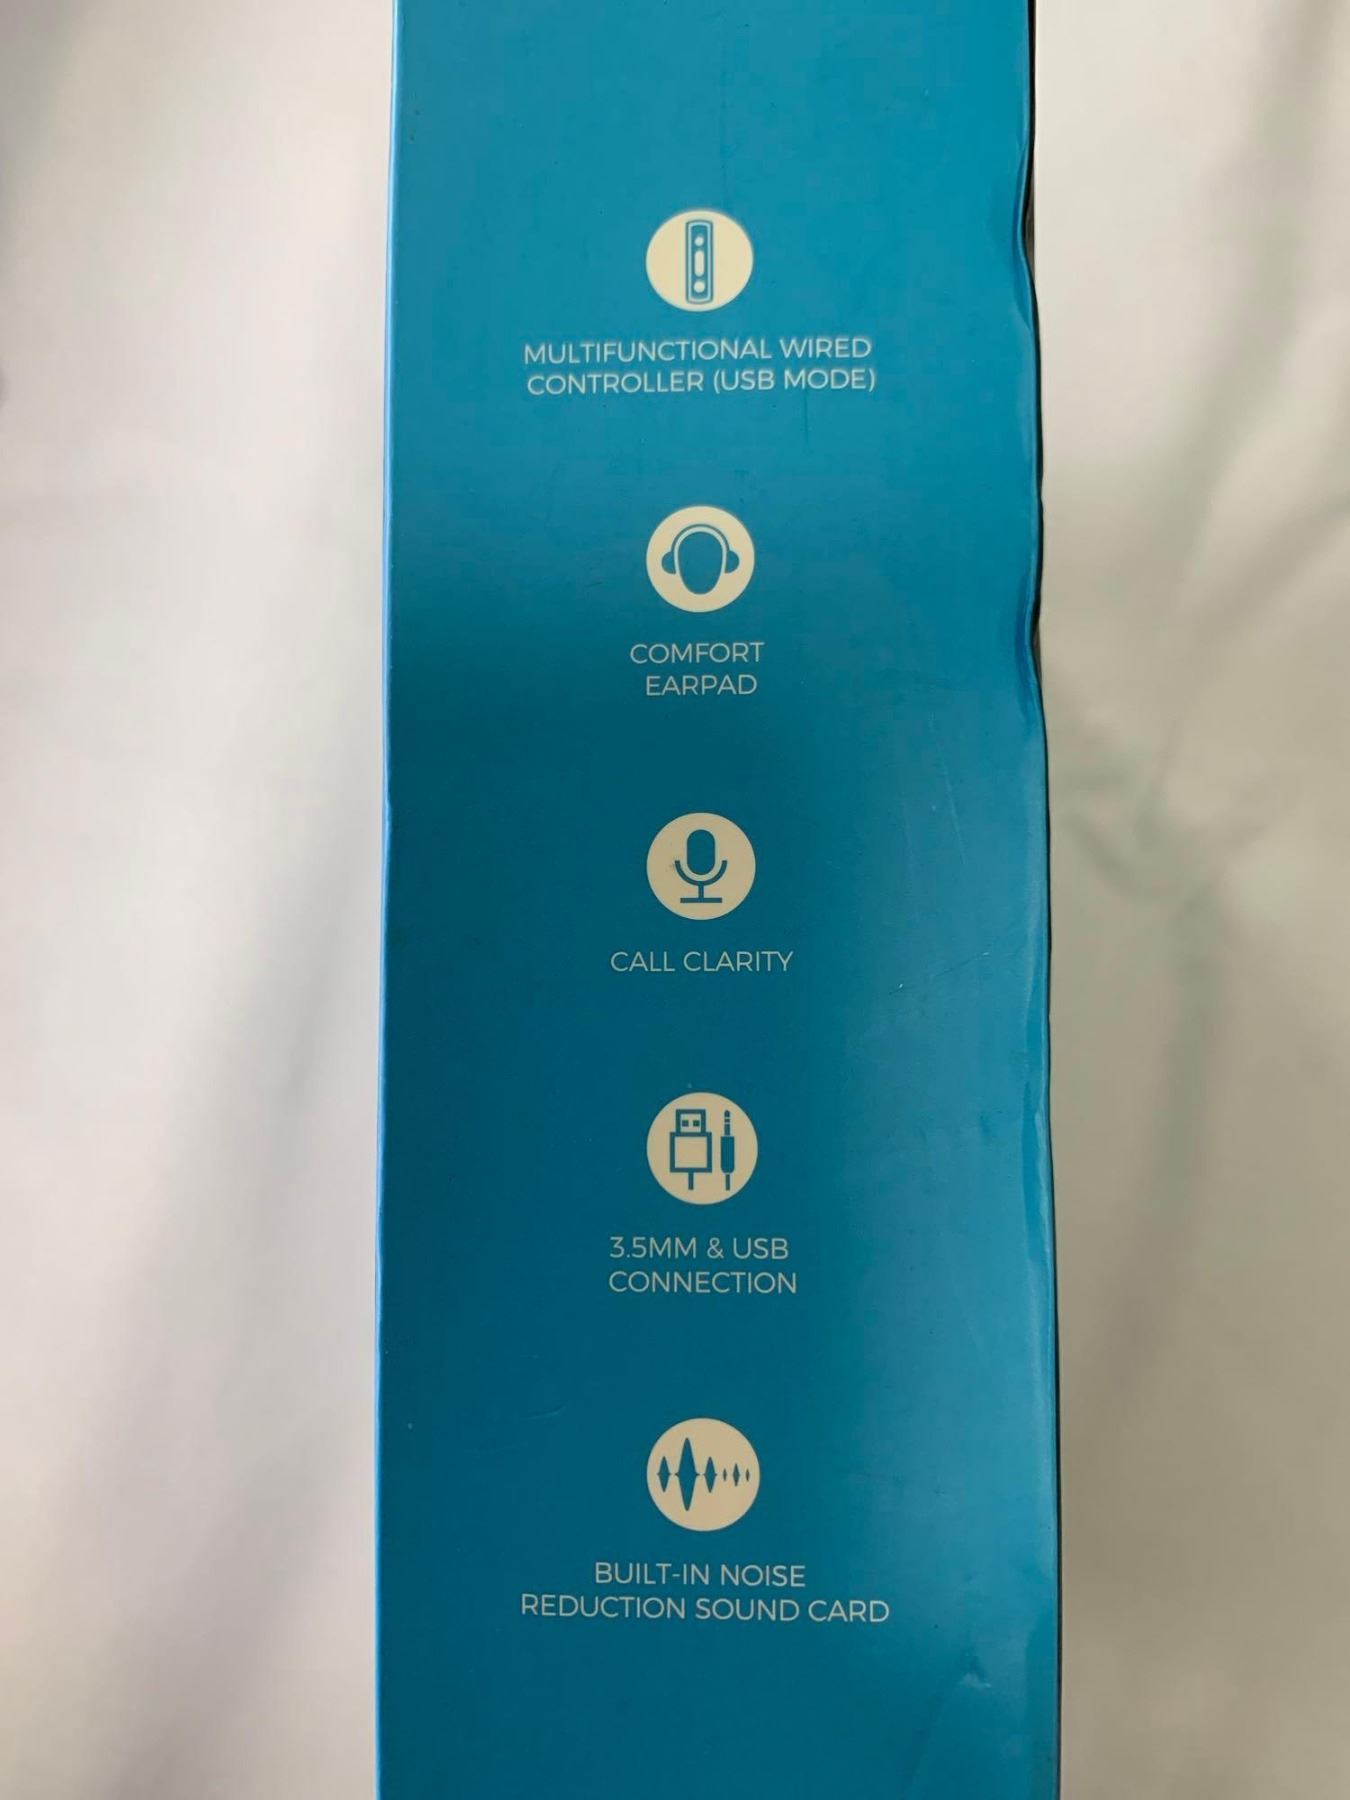 MULTIFUNCTIONAL WIRED
CONTROLLER (USB MODE)
COMFORT
EARPAD
CALL CLARITY
3.5MM & USB
CONNECTION
BUILT-IN NOISE
REDUCTION SOUND CARD